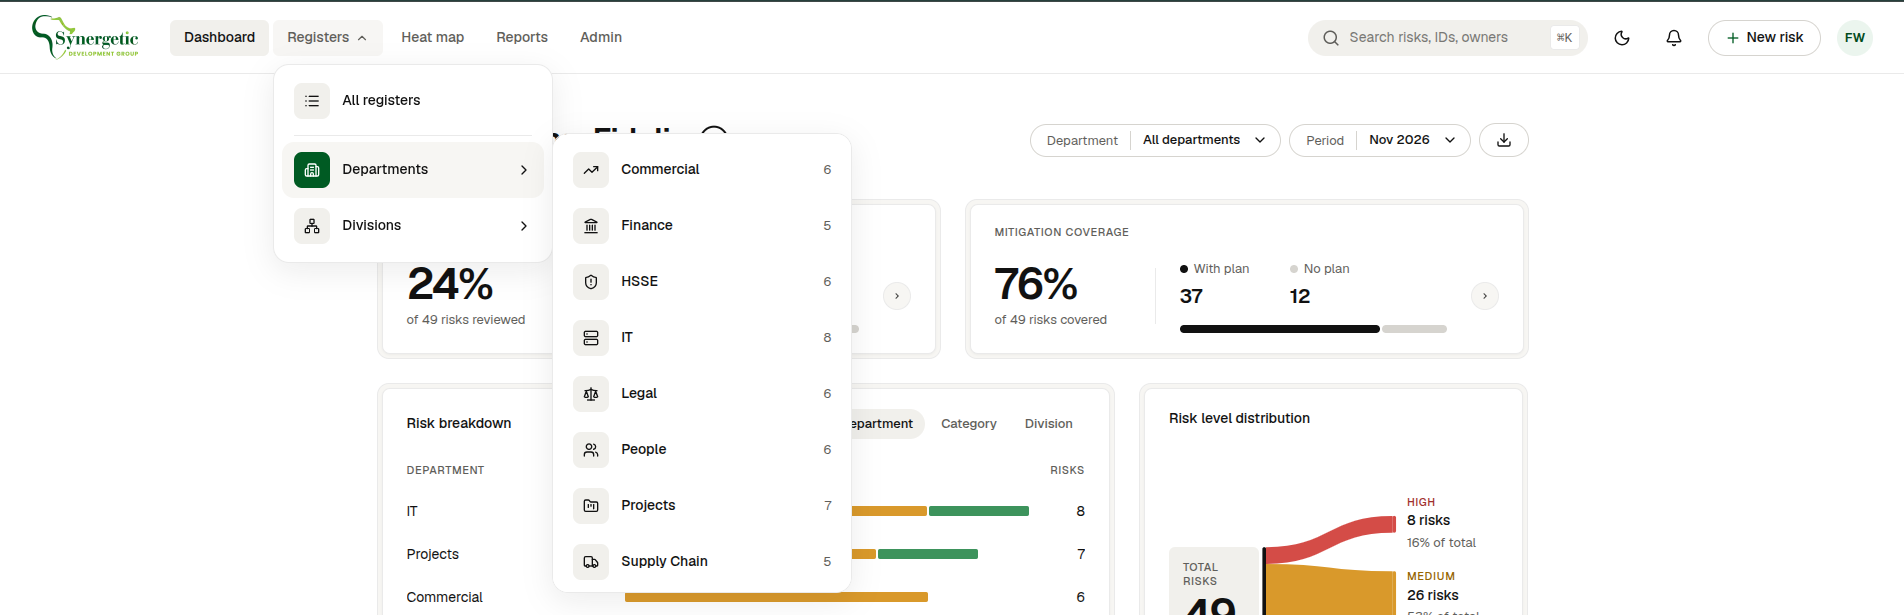 Synergetic
DEVELOPMENT GROUP
Dashboard
Registers
Heat map
Reports
Admin
Search risks, IDs, owners
⌘K
New risk
FW
All registers
Departments
Divisions
Commercial 6
Finance 5
HSSE 6
IT 8
Legal 6
People 6
Projects 7
Supply Chain 5
Department All departments
Period Nov 2026
24%
of 49 risks reviewed
MITIGATION COVERAGE
76%
of 49 risks covered
With plan
37
No plan
12
Risk breakdown
Category
Division
DEPARTMENT
RISKS
IT 8
Projects 7
Commercial 6
Risk level distribution
TOTAL
RISKS
49
HIGH
8 risks
16% of total
MEDIUM
26 risks